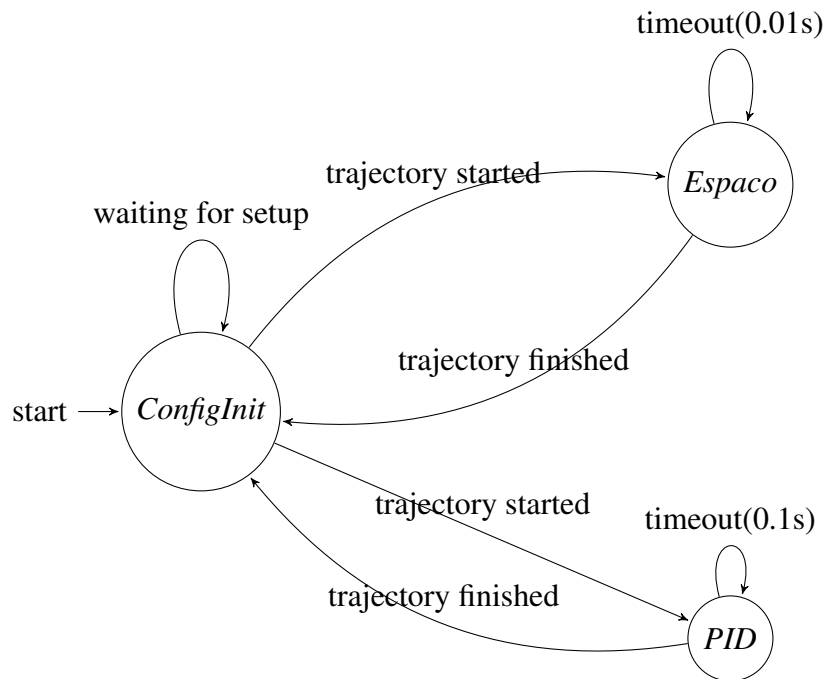 timeout(0.01s)
trajectory started
Espaco
waiting for setup
trajectory finished
start
ConfigInit
trajectory started
timeout(0.1s)
trajectory finished
PID